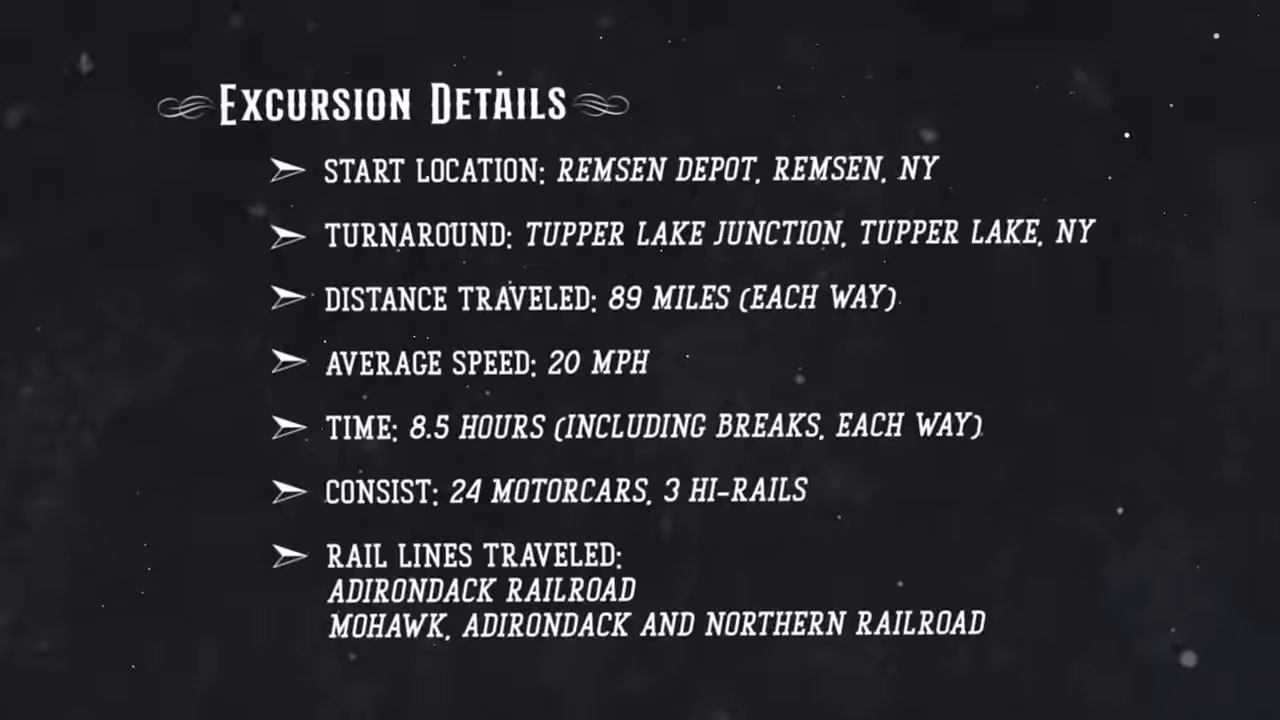 EXCURSION DETAILS
START LOCATION: REMSEN DEPOT, REMSEN, NY
TURNAROUND: TUPPER LAKE JUNCTION, TUPPER LAKE, NY
DISTANCE TRAVELED: 89 MILES (EACH WAY)
AVERAGE SPEED: 20 MPH
TIME: 8.5 HOURS (INCLUDING BREAKS, EACH WAY)
CONSIST: 24 MOTORCARS, 3 HI-RAILS
RAIL LINES TRAVELED:
ADIRONDACK RAILROAD
MOHAWK, ADIRONDACK AND NORTHERN RAILROAD